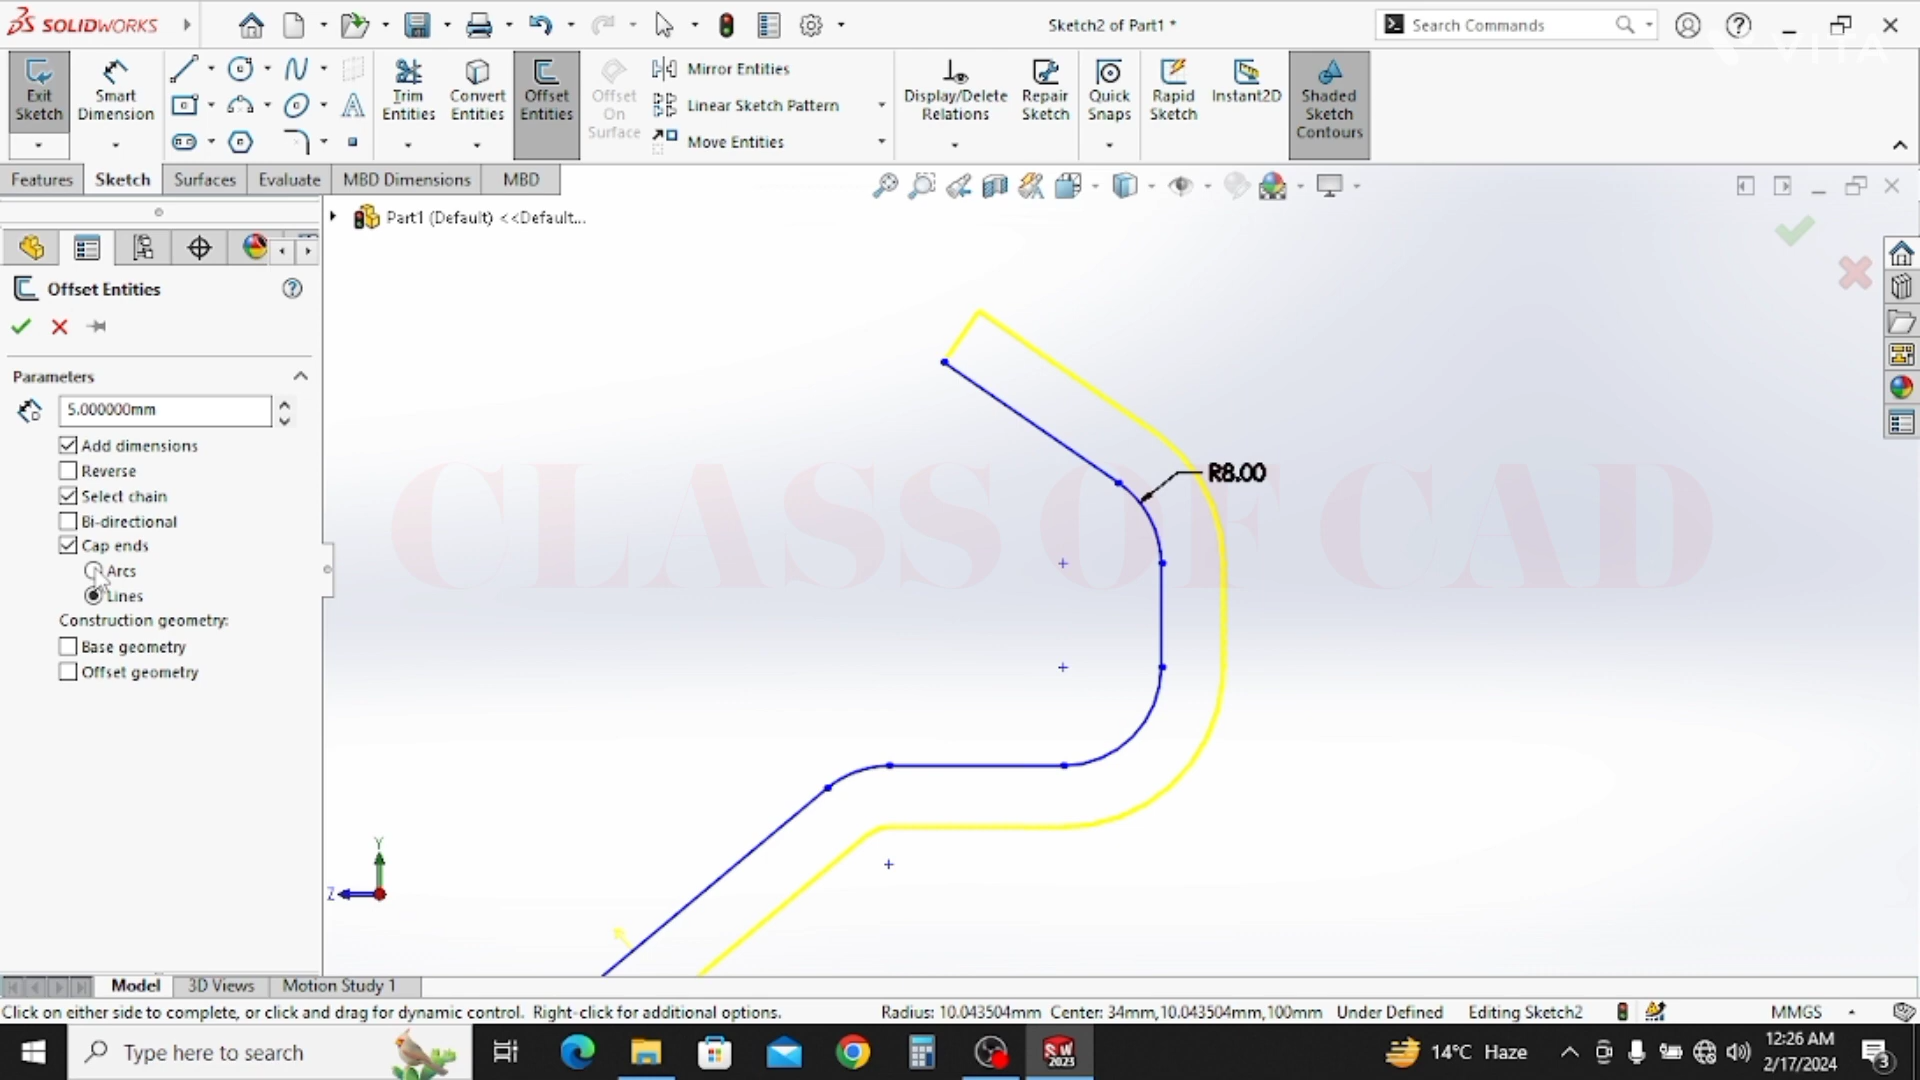 SOLIDWORKS
Sketch2 of Part1 *
Search Commands
VITA
Exit Sketch
Smart Dimension
Trim Entities
Convert Entities
Offset Entities
Offset On Surface
Mirror Entities
Linear Sketch Pattern
Move Entities
Display/Delete Relations
Repair Sketch
Quick Snaps
Rapid Sketch
Instant2D
Shaded Sketch Contours
Features
Sketch
Surfaces
Evaluate
MBD Dimensions
MBD
Part1 (Default) <<Default...
Offset Entities
Parameters
5.000000mm
Add dimensions
Reverse
Select chain
Bi-directional
Cap ends
Arcs
Lines
Construction geometry:
Base geometry
Offset geometry
R8.00
CLASS OF CAD
Y
Z
Model
3D Views
Motion Study 1
Click on either side to complete, or click and drag for dynamic control. Right-click for additional options.
Radius: 10.043504mm Center: 34mm,10.043504mm,100mm
Under Defined
Editing Sketch2
MMGS
Type here to search
SW 2023
14°C Haze
12:26 AM
2/17/2024
3